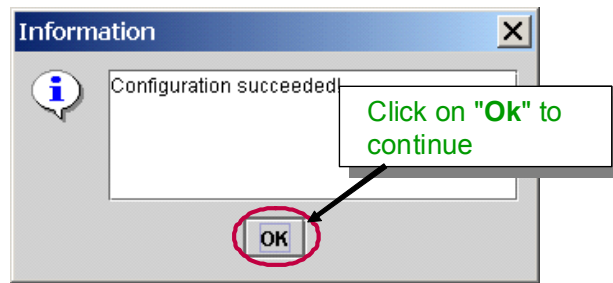 Information
Configuration succeeded!
Click on "Ok" to
continue
OK